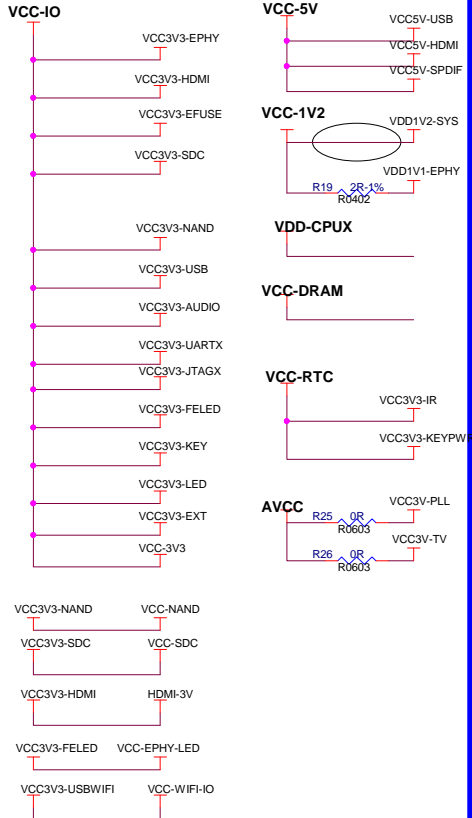 VCC-IO
VCC3V3-EPHY
VCC3V3-HDMI
VCC3V3-EFUSE
VCC3V3-SDC
VCC3V3-NAND
VCC3V3-USB
VCC3V3-AUDIO
VCC3V3-UARTX
VCC3V3-JTAGX
VCC3V3-FELED
VCC3V3-KEY
VCC3V3-LED
VCC3V3-EXT
VCC-3V3
VCC3V3-NAND VCC-NAND
VCC3V3-SDC VCC-SDC
VCC3V3-HDMI HDMI-3V
VCC3V3-FELED VCC-EPHY-LED
VCC3V3-USBWIFI VCC-WIFI-IO
VCC-5V
VCC5V-USB
VCC5V-HDMI
VCC5V-SPDIF
VCC-1V2
VDD1V2-SYS
VDD1V1-EPHY
R19 2R-1%
R0402
VDD-CPUX
VCC-DRAM
VCC-RTC
VCC3V3-IR
VCC3V3-KEYPWR
AVCC
VCC3V-PLL
R25 0R
R0603
VCC3V-TV
R26 0R
R0603